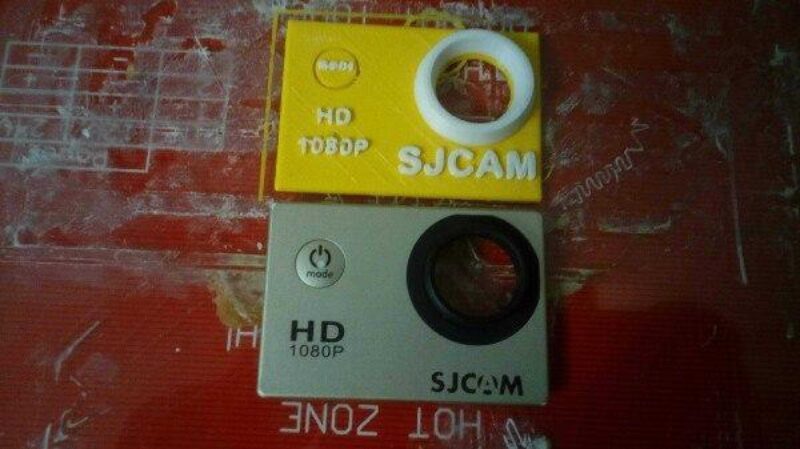 HD
1080P
SJCAM
mode
HD
1080P
SJCAM
HOT ZONE